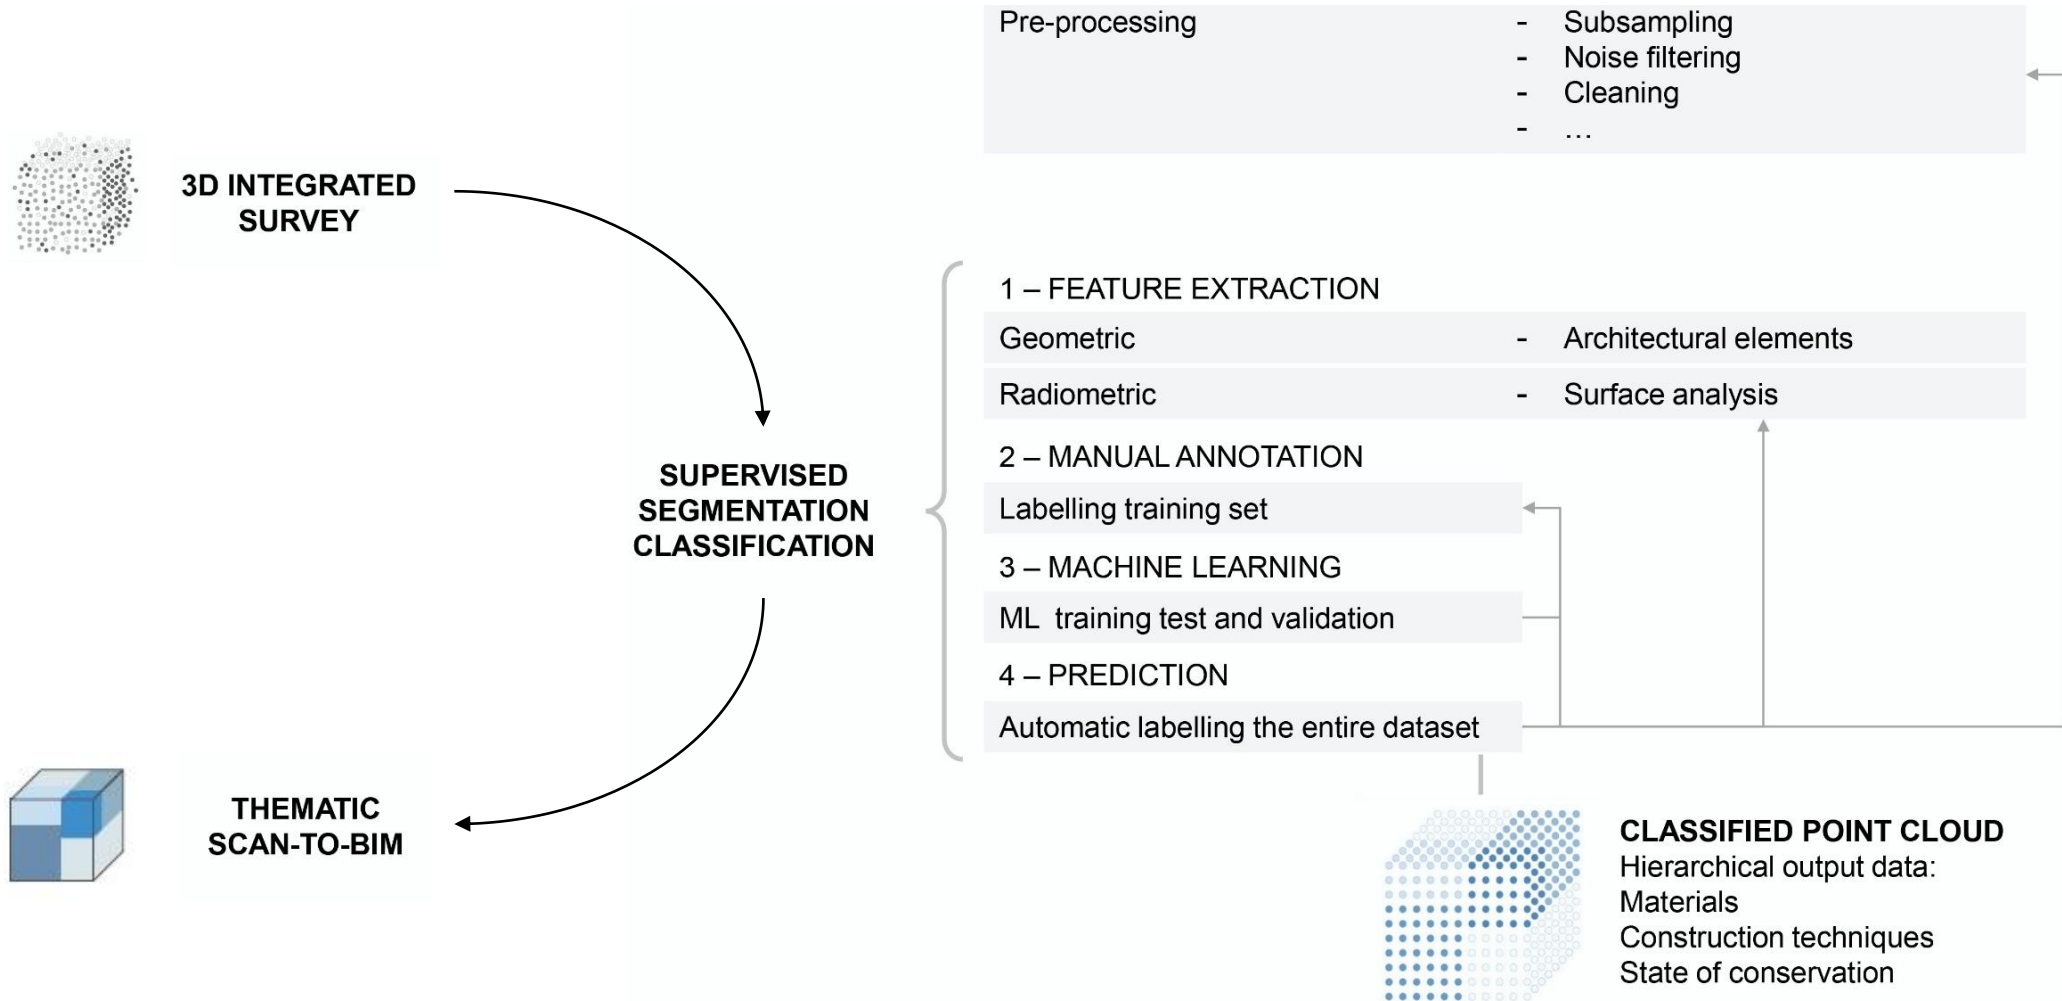 Pre-processing - Subsampling
- Noise filtering
- Cleaning
- …
3D INTEGRATED
SURVEY
1 – FEATURE EXTRACTION
Geometric - Architectural elements
Radiometric - Surface analysis
2 – MANUAL ANNOTATION
SUPERVISED
SEGMENTATION
CLASSIFICATION
Labelling training set
3 – MACHINE LEARNING
ML training test and validation
4 – PREDICTION
Automatic labelling the entire dataset
THEMATIC
SCAN-TO-BIM
CLASSIFIED POINT CLOUD
Hierarchical output data:
Materials
Construction techniques
State of conservation